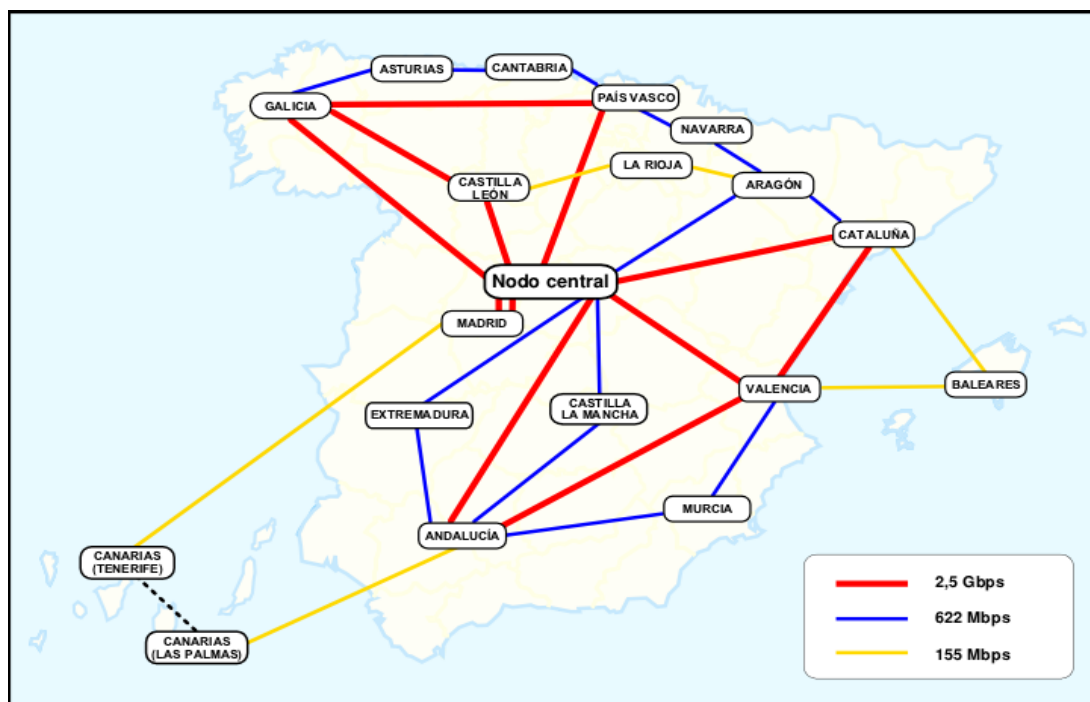 ASTURIAS
CANTABRIA
GALICIA
PAÍS VASCO
NAVARRA
LA RIOJA
CASTILLA
LEÓN
ARAGÓN
CATALUÑA
Nodo central
MADRID
VALENCIA
BALEARES
EXTREMADURA
CASTILLA
LA MANCHA
MURCIA
ANDALUCÍA
CANARIAS
(TENERIFE)
CANARIAS
(LAS PALMAS)
2,5 Gbps
622 Mbps
155 Mbps